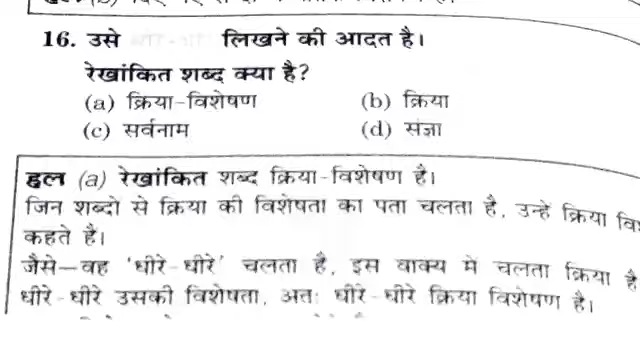 16. उसे लिखने की आदत है।
रेखांकित शब्द क्या है?
(a) क्रिया-विशेषण (b) क्रिया
(c) सर्वनाम (d) संज्ञा
हल (a) रेखांकित शब्द क्रिया-विशेषण है।
जिन शब्दो से क्रिया की विशेषता का पता चलता है, उन्हे क्रिया वि
कहते है।
जैसे—वह 'धीरे-धीरे' चलता है, इस वाक्य मे चलता क्रिया है
धीरे-धीरे उसकी विशेषता, अतः धीरे-धीरे क्रिया विशेषण है।